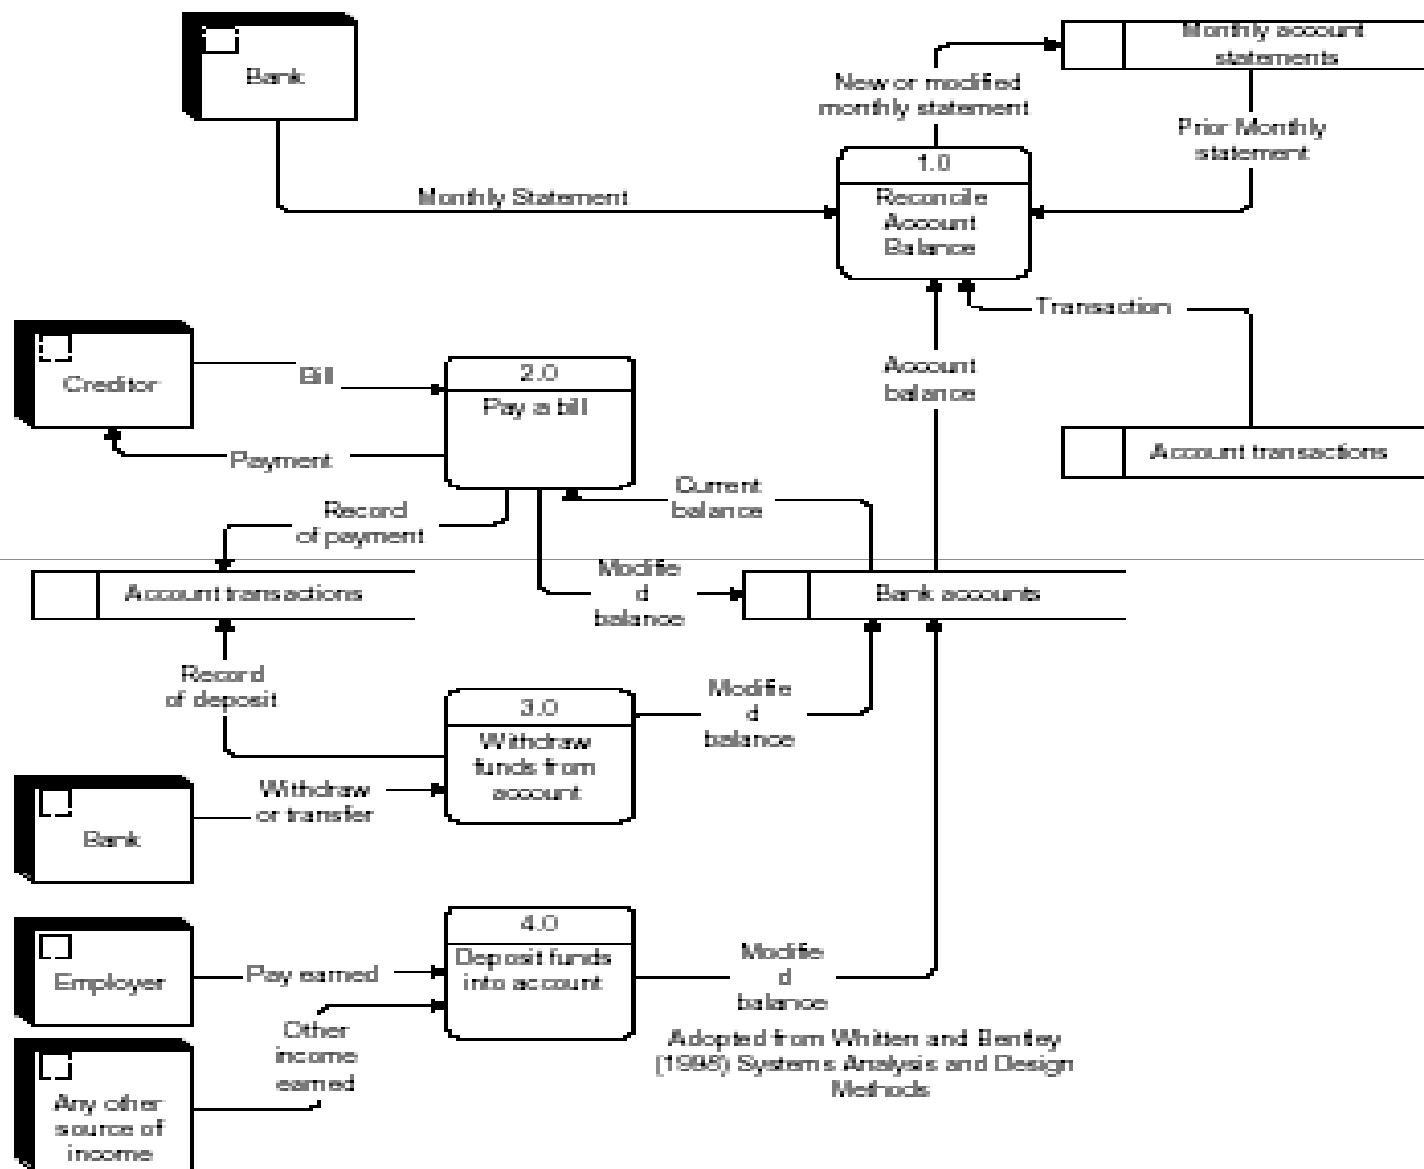 Bank
Monthly account
statements
New or modified
monthly statement
Prior Monthly
statement
1.0
Reconcile
Account
Balance
Monthly Statement
Transaction
Creditor
Bill
2.0
Pay a bill
Account
balance
Payment
Account transactions
Current
balance
Record
of payment
Account transactions
Modifie
d
balance
Bank accounts
Record
of deposit
3.0
Withdraw
funds from
account
Modifie
d
balance
Withdraw
or transfer
Bank
4.0
Deposit funds
into account
Employer
Pay earned
Modifie
d
balance
Other
income
earned
Any other
source of
income
Adopted from Whitten and Bentley
Systems Analysis and Design
Methods